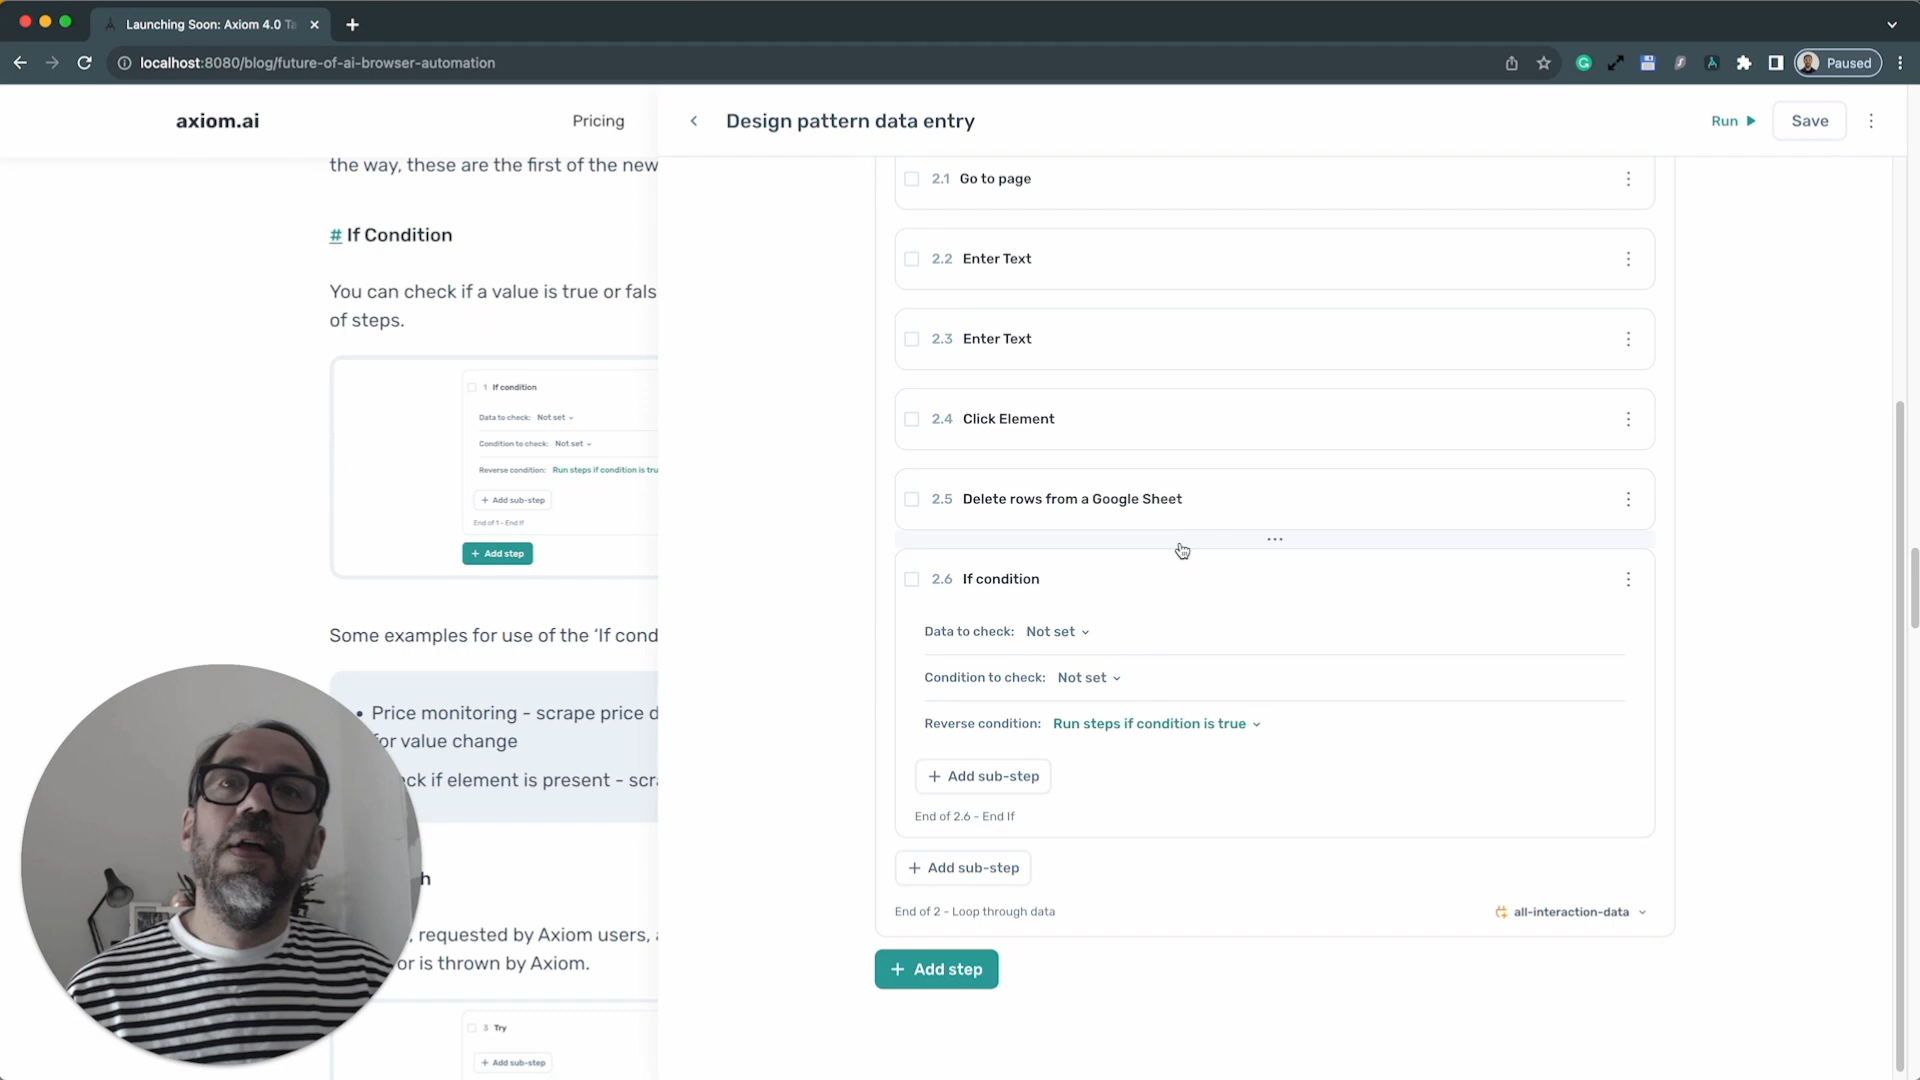 Launching Soon: Axiom 4.0 Ta
localhost:8080/blog/future-of-ai-browser-automation
Paused
axiom.ai
Pricing
the way, these are the first of the new
# If Condition
You can check if a value is true or fals
of steps.
1 If condition
Data to check: Not set
Condition to check: Not set
Reverse condition: Run steps if condition is tru
+ Add sub-step
End of 1 - End If
+ Add step
Some examples for use of the ‘If cond
• Price monitoring - scrape price d
for value change
ck if element is present - scr
h
, requested by Axiom users, a
or is thrown by Axiom.
3 Try
+ Add sub-step
Design pattern data entry
Run
Save
2.1 Go to page
2.2 Enter Text
2.3 Enter Text
2.4 Click Element
2.5 Delete rows from a Google Sheet
2.6 If condition
Data to check: Not set
Condition to check: Not set
Reverse condition: Run steps if condition is true
+ Add sub-step
End of 2.6 - End If
+ Add sub-step
End of 2 - Loop through data
all-interaction-data
+ Add step